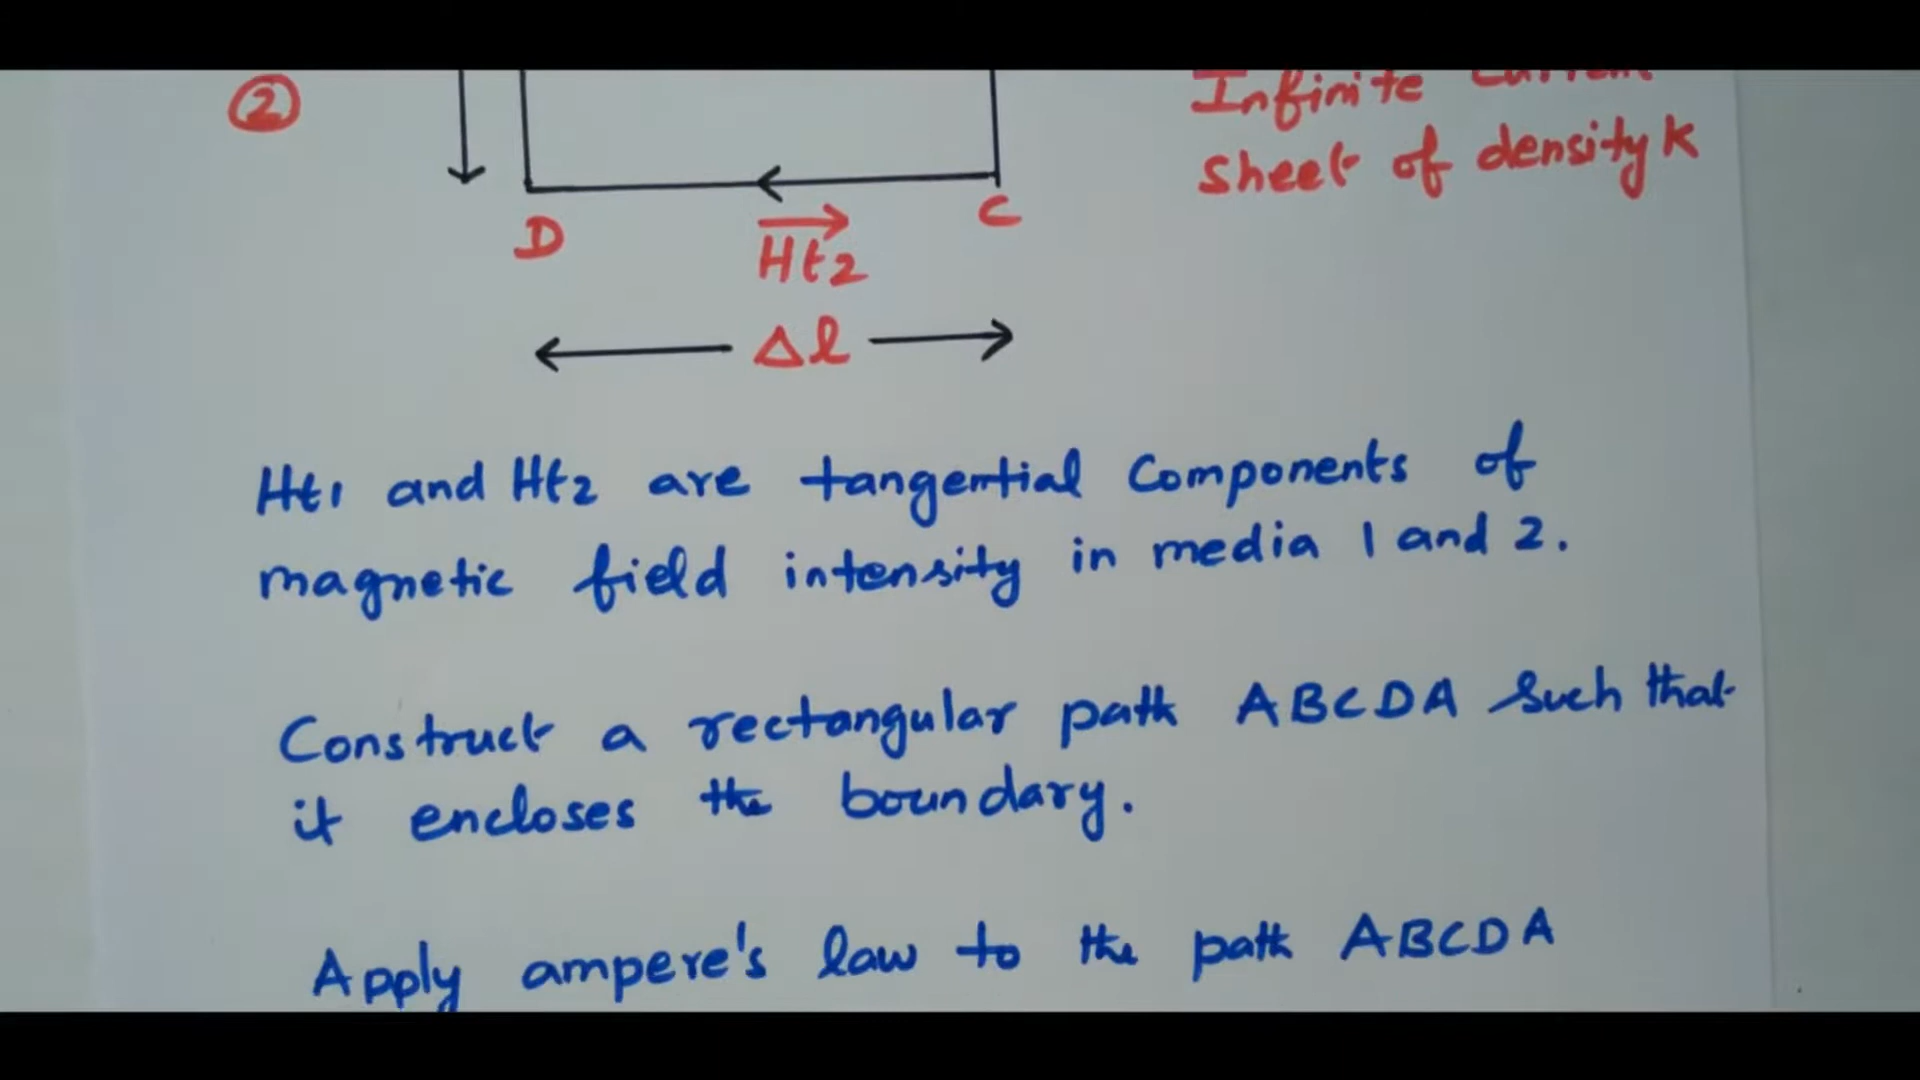 ②
Infinite current
sheet of density K
D
C
Ht2
Δl
Ht1 and Ht2 are tangential Components of
magnetic field intensity in media 1 and 2.
Construct a rectangular path ABCDA such that
it encloses the boundary.
Apply ampere's law to the path ABCDA